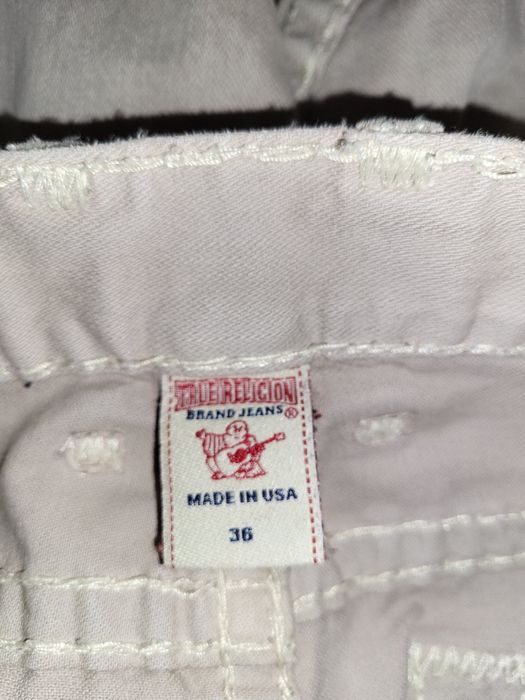 TRUE RELIGION
BRAND JEANS®
MADE IN USA
36